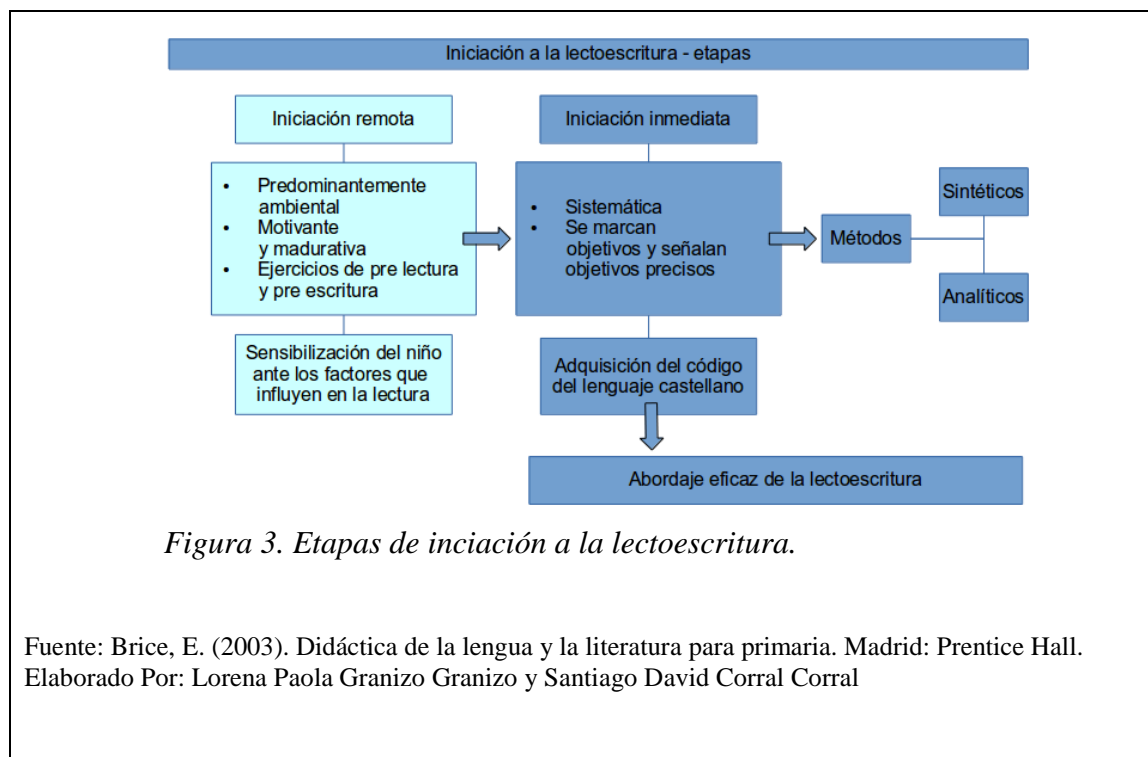 Iniciación a la lectoescritura - etapas
Iniciación remota
• Predominantemente
ambiental
• Motivante
y madurativa
• Ejercicios de pre lectura
y pre escritura
Sensibilización del niño
ante los factores que
influyen en la lectura
Iniciación inmediata
• Sistemática
• Se marcan
objetivos y señalan
objetivos precisos
Adquisición del código
del lenguaje castellano
Métodos
Sintéticos
Analíticos
Abordaje eficaz de la lectoescritura
Figura 3. Etapas de inciación a la lectoescritura.
Fuente: Brice, E. (2003). Didáctica de la lengua y la literatura para primaria. Madrid: Prentice Hall.
Elaborado Por: Lorena Paola Granizo Granizo y Santiago David Corral Corral